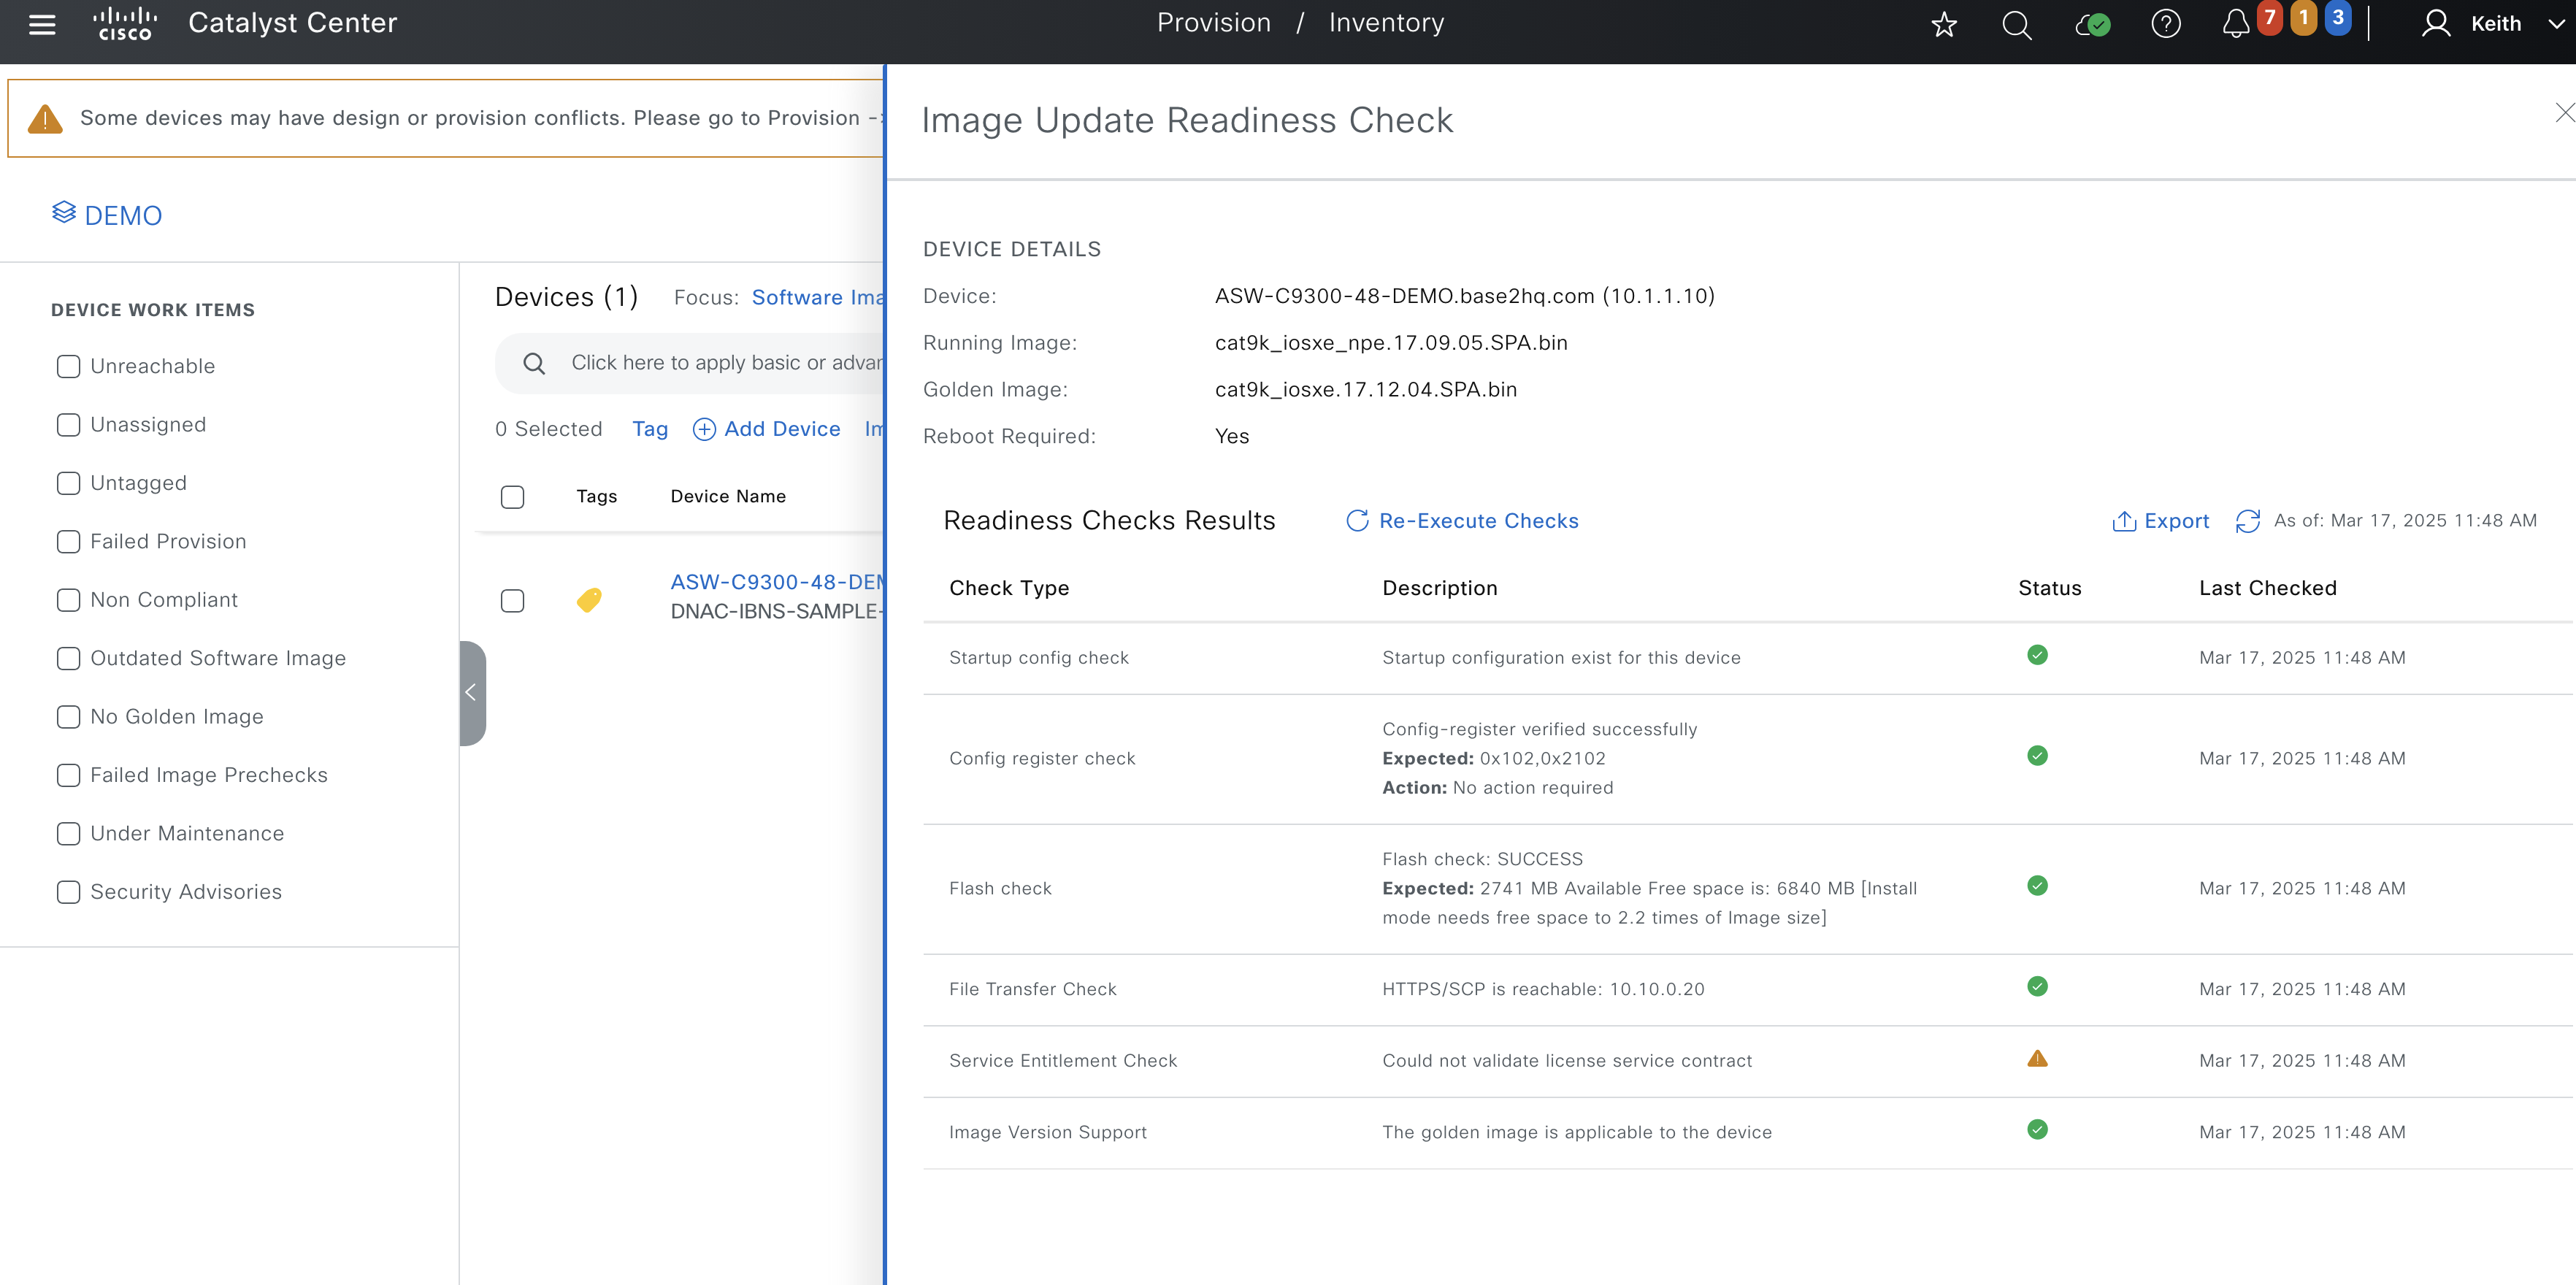 CISCO
Catalyst Center
Provision / Inventory
7 1 3
Keith
Some devices may have design or provision conflicts. Please go to Provision -
DEMO
DEVICE WORK ITEMS
Unreachable
Unassigned
Untagged
Failed Provision
Non Compliant
Outdated Software Image
No Golden Image
Failed Image Prechecks
Under Maintenance
Security Advisories
Devices (1) Focus: Software Ima
Click here to apply basic or advar
0 Selected Tag Add Device Im
Tags Device Name
ASW-C9300-48-DEM
DNAC-IBNS-SAMPLE-
Image Update Readiness Check
DEVICE DETAILS
Device: ASW-C9300-48-DEMO.base2hq.com (10.1.1.10)
Running Image: cat9k_iosxe_npe.17.09.05.SPA.bin
Golden Image: cat9k_iosxe.17.12.04.SPA.bin
Reboot Required: Yes
Readiness Checks Results Re-Execute Checks Export As of: Mar 17, 2025 11:48 AM
Check Type Description Status Last Checked
Startup config check Startup configuration exist for this device Mar 17, 2025 11:48 AM
Config-register verified successfully
Config register check Expected: 0x102,0x2102 Mar 17, 2025 11:48 AM
Action: No action required
Flash check: SUCCESS
Flash check Expected: 2741 MB Available Free space is: 6840 MB [Install Mar 17, 2025 11:48 AM
mode needs free space to 2.2 times of Image size]
File Transfer Check HTTPS/SCP is reachable: 10.10.0.20 Mar 17, 2025 11:48 AM
Service Entitlement Check Could not validate license service contract Mar 17, 2025 11:48 AM
Image Version Support The golden image is applicable to the device Mar 17, 2025 11:48 AM